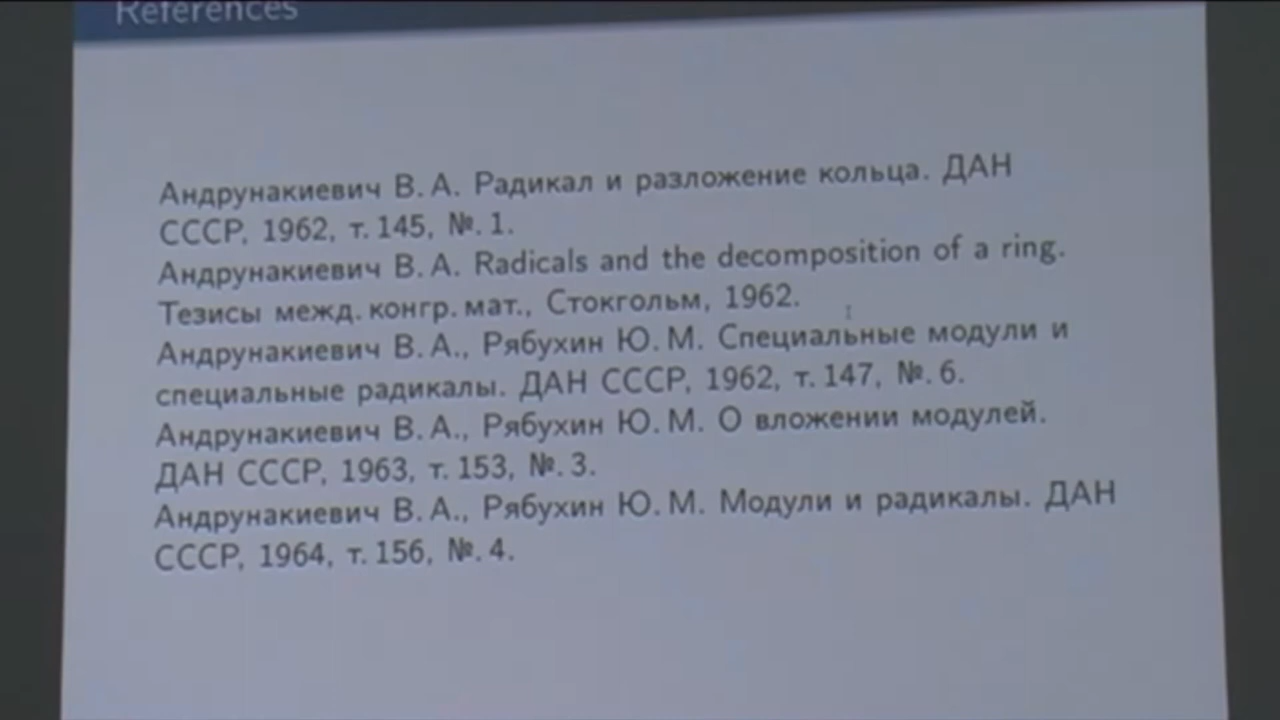 References
Андрунакиевич В. А. Радикал и разложение кольца. ДАН
СССР, 1962, т. 145, №. 1.
Андрунакиевич В. А. Radicals and the decomposition of a ring.
Тезисы межд. конгр. мат., Стокгольм, 1962.
Андрунакиевич В. А., Рябухин Ю. М. Специальные модули и
специальные радикалы. ДАН СССР, 1962, т. 147, №. 6.
Андрунакиевич В. А., Рябухин Ю. М. О вложении модулей.
ДАН СССР, 1963, т. 153, №. 3.
Андрунакиевич В. А., Рябухин Ю. М. Модули и радикалы. ДАН
СССР, 1964, т. 156, №. 4.